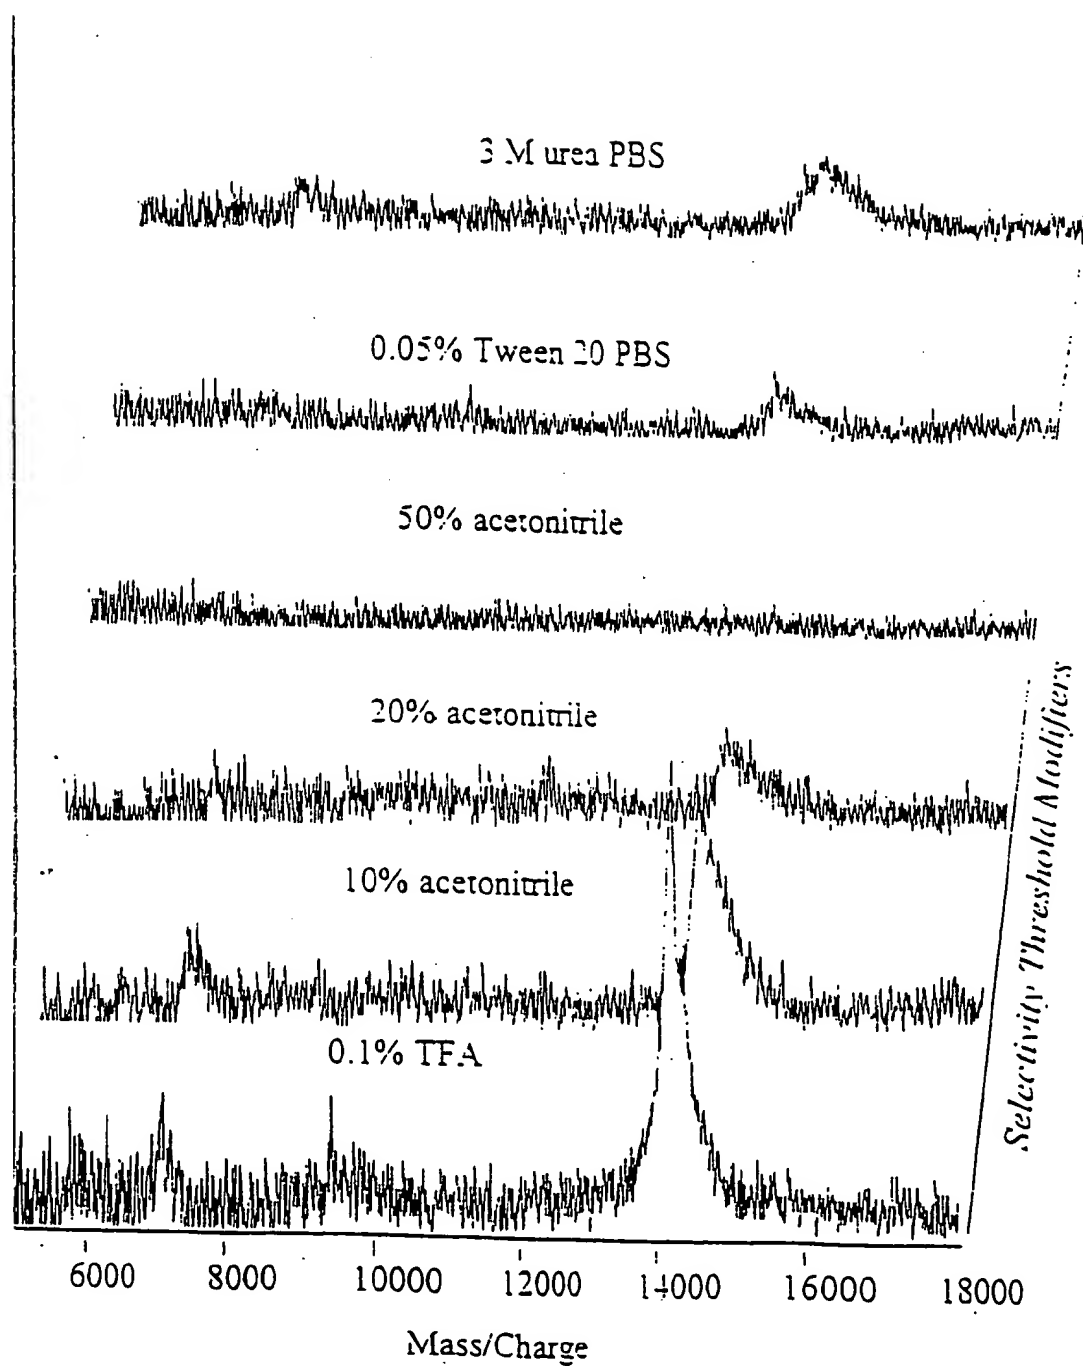 3 M urea PBS
0.05% Tween 20 PBS
50% acetonitrile
20% acetonitrile
10% acetonitrile
0.1% TFA
Selectivity Threshold Modifiers
6000 8000 10000 12000 14000 16000 18000
Mass/Charge